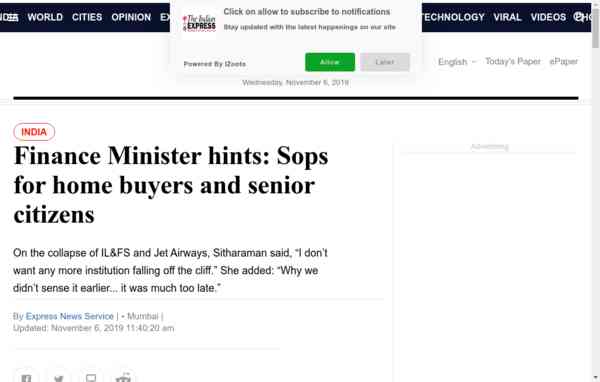 WORLD CITIES OPINION
TECHNOLOGY VIRAL VIDEOS
The Indian
EXPRESS
Click on allow to subscribe to notifications
Stay updated with the latest happenings on our site
Powered By iZooto
Allow
Later
English Today's Paper ePaper
Wednesday, November 6, 2019
INDIA
Advertising
Finance Minister hints: Sops
for home buyers and senior
citizens
On the collapse of IL&FS and Jet Airways, Sitharaman said, “I don’t
want any more institution falling off the cliff.” She added: “Why we
didn’t sense it earlier... it was much too late.”
By Express News Service | • Mumbai |
Updated: November 6, 2019 11:40:20 am